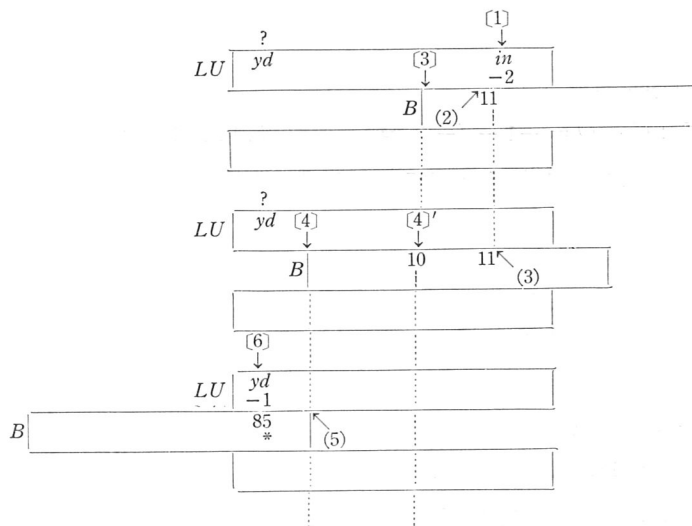 [1]
?
LU yd [3] in
-2
B (2) 11
?
LU yd [4] [4]′
B 10 11 (3)
[6]
LU yd
-1
B 85 (5)
*